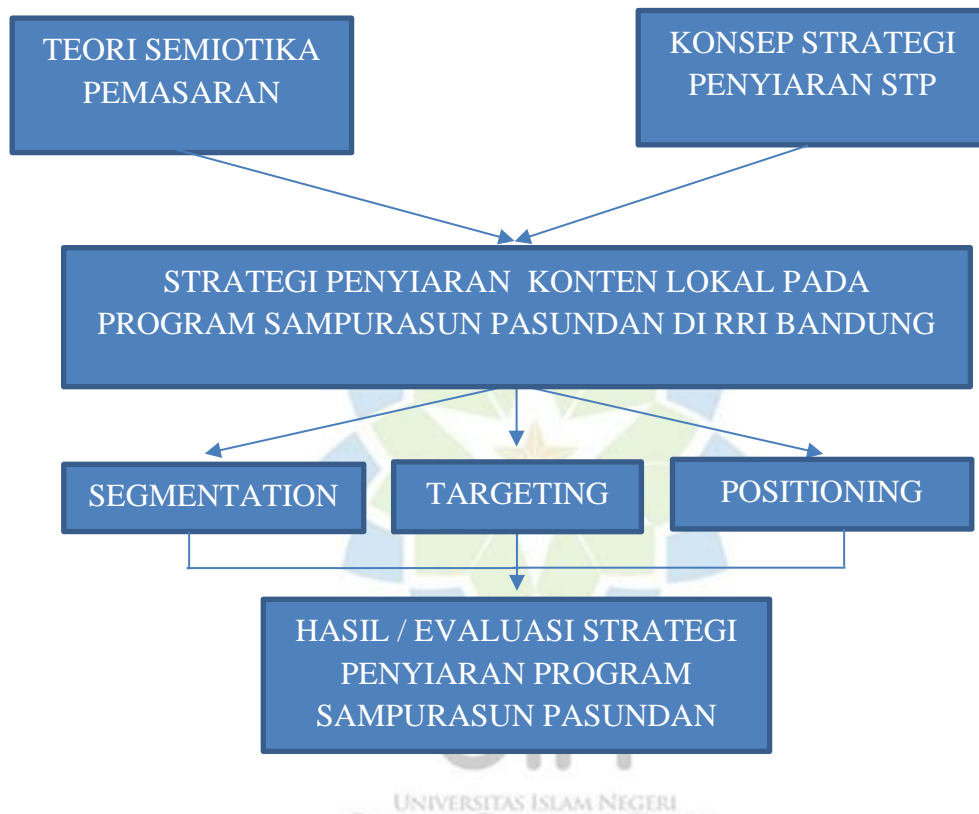 TEORI SEMIOTIKA
PEMASARAN
KONSEP STRATEGI
PENYIARAN STP
STRATEGI PENYIARAN  KONTEN LOKAL PADA
PROGRAM SAMPURASUN PASUNDAN DI RRI BANDUNG
SEGMENTATION
TARGETING
POSITIONING
HASIL / EVALUASI STRATEGI
PENYIARAN PROGRAM
SAMPURASUN PASUNDAN
UNIVERSITAS ISLAM NEGERI